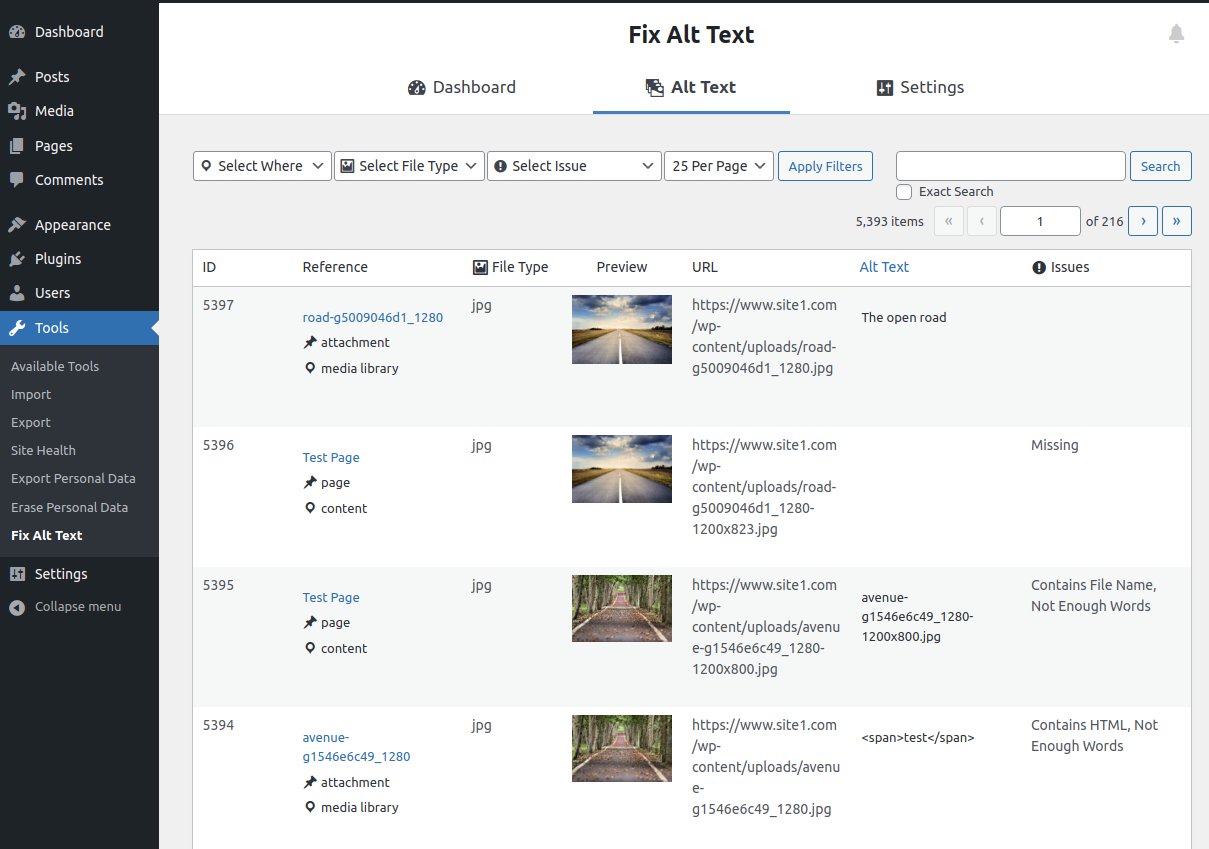 Dashboard
Posts
Media
Pages
Comments
Appearance
Plugins
Users
Tools
Available Tools
Import
Export
Site Health
Export Personal Data
Erase Personal Data
Fix Alt Text
Settings
Collapse menu
Fix Alt Text
Dashboard Alt Text Settings
Select Where Select File Type Select Issue 25 Per Page Apply Filters Search
Exact Search
5,393 items « ‹ 1 of 216 › »
ID Reference File Type Preview URL Alt Text Issues
5397
road-g5009046d1_1280
attachment
media library
jpg
https://www.site1.com
/wp-
content/uploads/road-
g5009046d1_1280.jpg
The open road
5396
Test Page
page
content
jpg
https://www.site1.com
/wp-
content/uploads/road-
g5009046d1_1280-
1200x823.jpg
Missing
5395
Test Page
page
content
jpg
https://www.site1.com
/wp-
content/uploads/avenu
e-g1546e6c49_1280-
1200x800.jpg
avenue-
g1546e6c49_1280-
1200x800.jpg
Contains File Name,
Not Enough Words
5394
avenue-
g1546e6c49_1280
attachment
media library
jpg
https://www.site1.com
/wp-
content/uploads/avenu
e-
g1546e6c49_1280.jpg
<span>test</span>
Contains HTML, Not
Enough Words